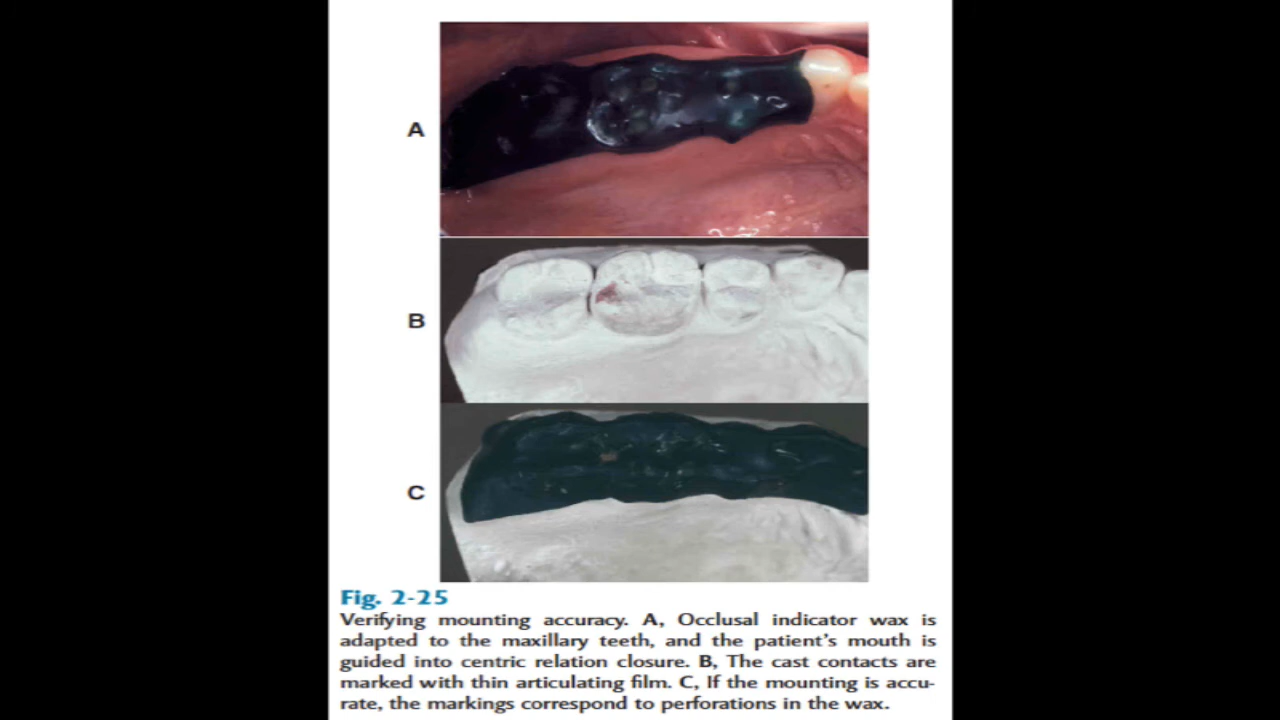 A
B
C
Fig. 2-25
Verifying mounting accuracy. A, Occlusal indicator wax is
adapted to the maxillary teeth, and the patient's mouth is
guided into centric relation closure. B, The cast contacts are
marked with thin articulating film. C, If the mounting is accu-
rate, the markings correspond to perforations in the wax.